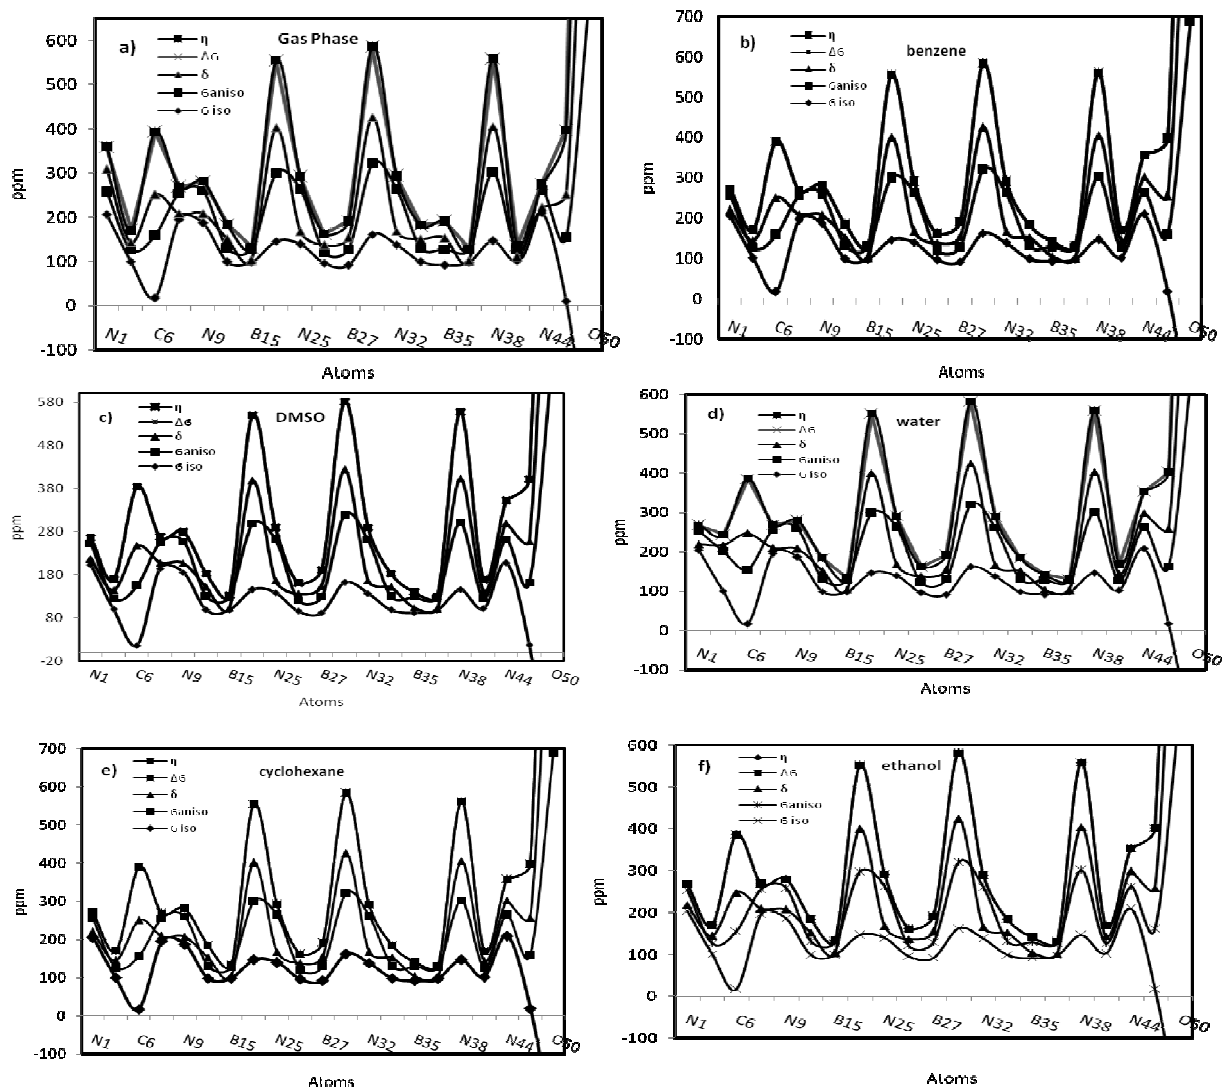 a) Gas Phase
η
ΔG
δ
Ganiso
Giso
600
500
400
300
200
100
0
-100
ppm
N1 C6 N9 B15 N25 B27 N32 B35 N38 N44 O50
Atoms
b) benzene
η
ΔG
δ
Ganiso
Giso
700
600
500
400
300
200
100
0
-100
ppm
N1 C6 N9 B15 N25 B27 N32 B35 N38 N44 O50
Atoms
c) DMSO
η
ΔG
δ
Ganiso
Giso
580
480
380
280
180
80
-20
ppm
N1 C6 N9 B15 N25 B27 N32 B35 N38 N44 O50
Atoms
d) water
η
ΔG
δ
Ganiso
Giso
600
500
400
300
200
100
0
-100
ppm
N1 C6 N9 B15 N25 B27 N32 B35 N38 N44 O50
Atoms
e) cyclohexane
η
ΔG
δ
Ganiso
Giso
700
600
500
400
300
200
100
0
-100
ppm
N1 C6 N9 B15 N25 B27 N32 B35 N38 N44 O50
Atoms
f) ethanol
η
ΔG
δ
Ganiso
Giso
600
500
400
300
200
100
0
-100
ppm
N1 C6 N9 B15 N25 B27 N32 B35 N38 N44 O50
Atoms